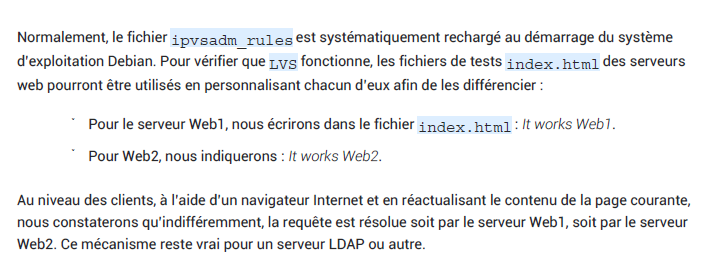 Normalement, le fichier ipvsadm_rules est systématiquement rechargé au démarrage du système
d'exploitation Debian. Pour vérifier que LVS fonctionne, les fichiers de tests index.html des serveurs
web pourront être utilisés en personnalisant chacun d'eux afin de les différencier :
· Pour le serveur Web1, nous écrirons dans le fichier index.html : It works Web1.
· Pour Web2, nous indiquerons : It works Web2.
Au niveau des clients, à l'aide d'un navigateur Internet et en réactualisant le contenu de la page courante,
nous constaterons qu'indifféremment, la requête est résolue soit par le serveur Web1, soit par le serveur
Web2. Ce mécanisme reste vrai pour un serveur LDAP ou autre.